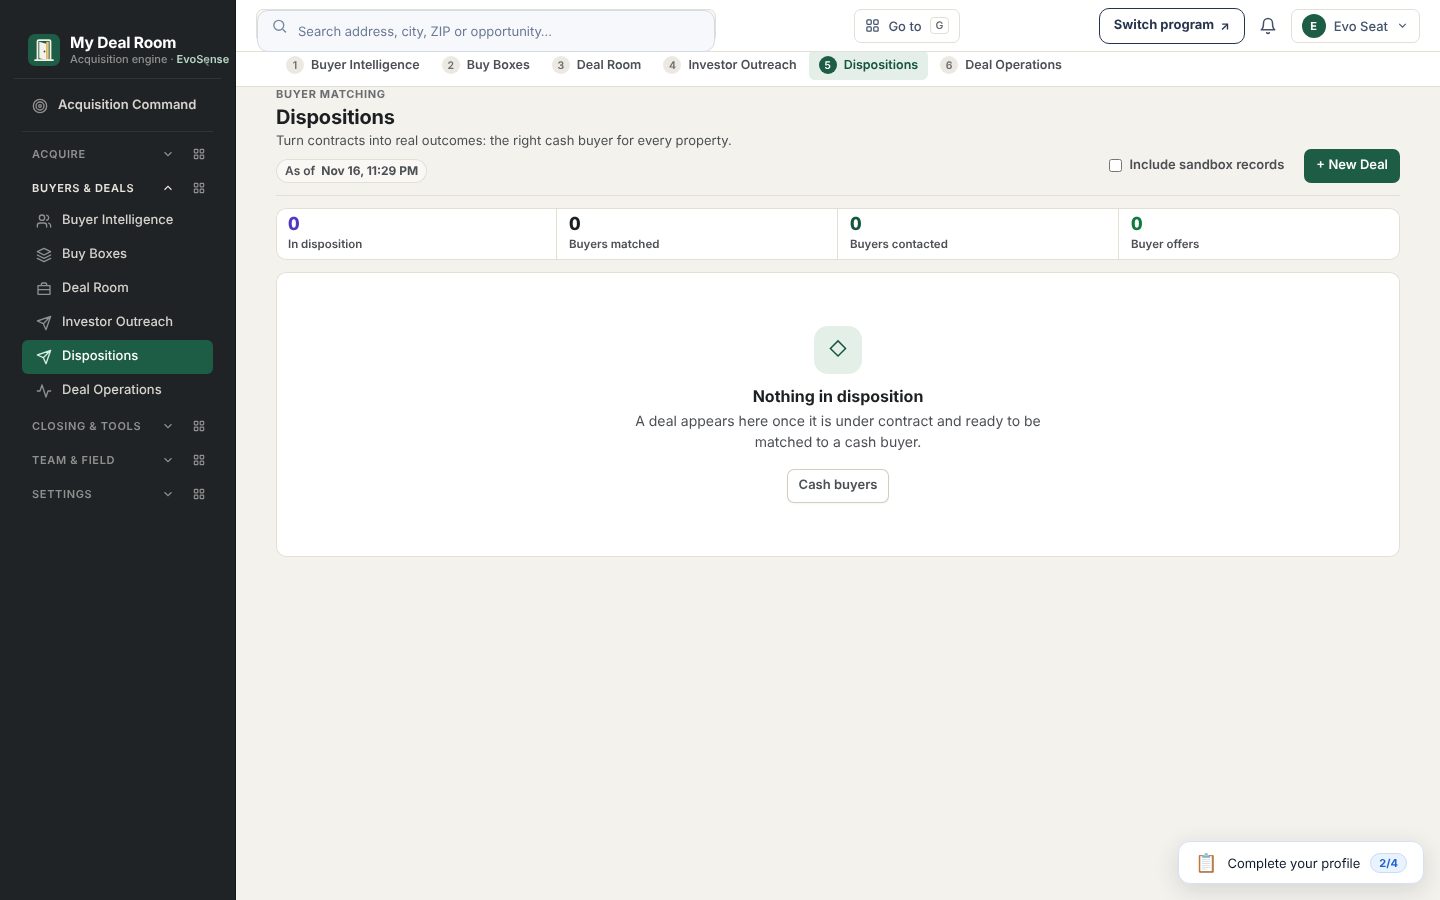 My Deal Room
Acquisition engine · EvoSense
Acquisition Command
ACQUIRE
BUYERS & DEALS
Buyer Intelligence
Buy Boxes
Deal Room
Investor Outreach
Dispositions
Deal Operations
CLOSING & TOOLS
TEAM & FIELD
SETTINGS
Search address, city, ZIP or opportunity...
Go to G
Switch program
E Evo Seat
1 Buyer Intelligence
2 Buy Boxes
3 Deal Room
4 Investor Outreach
5 Dispositions
6 Deal Operations
BUYER MATCHING
Dispositions
Turn contracts into real outcomes: the right cash buyer for every property.
As of Nov 16, 11:29 PM
Include sandbox records
+ New Deal
0
In disposition
0
Buyers matched
0
Buyers contacted
0
Buyer offers
Nothing in disposition
A deal appears here once it is under contract and ready to be
matched to a cash buyer.
Cash buyers
Complete your profile 2/4